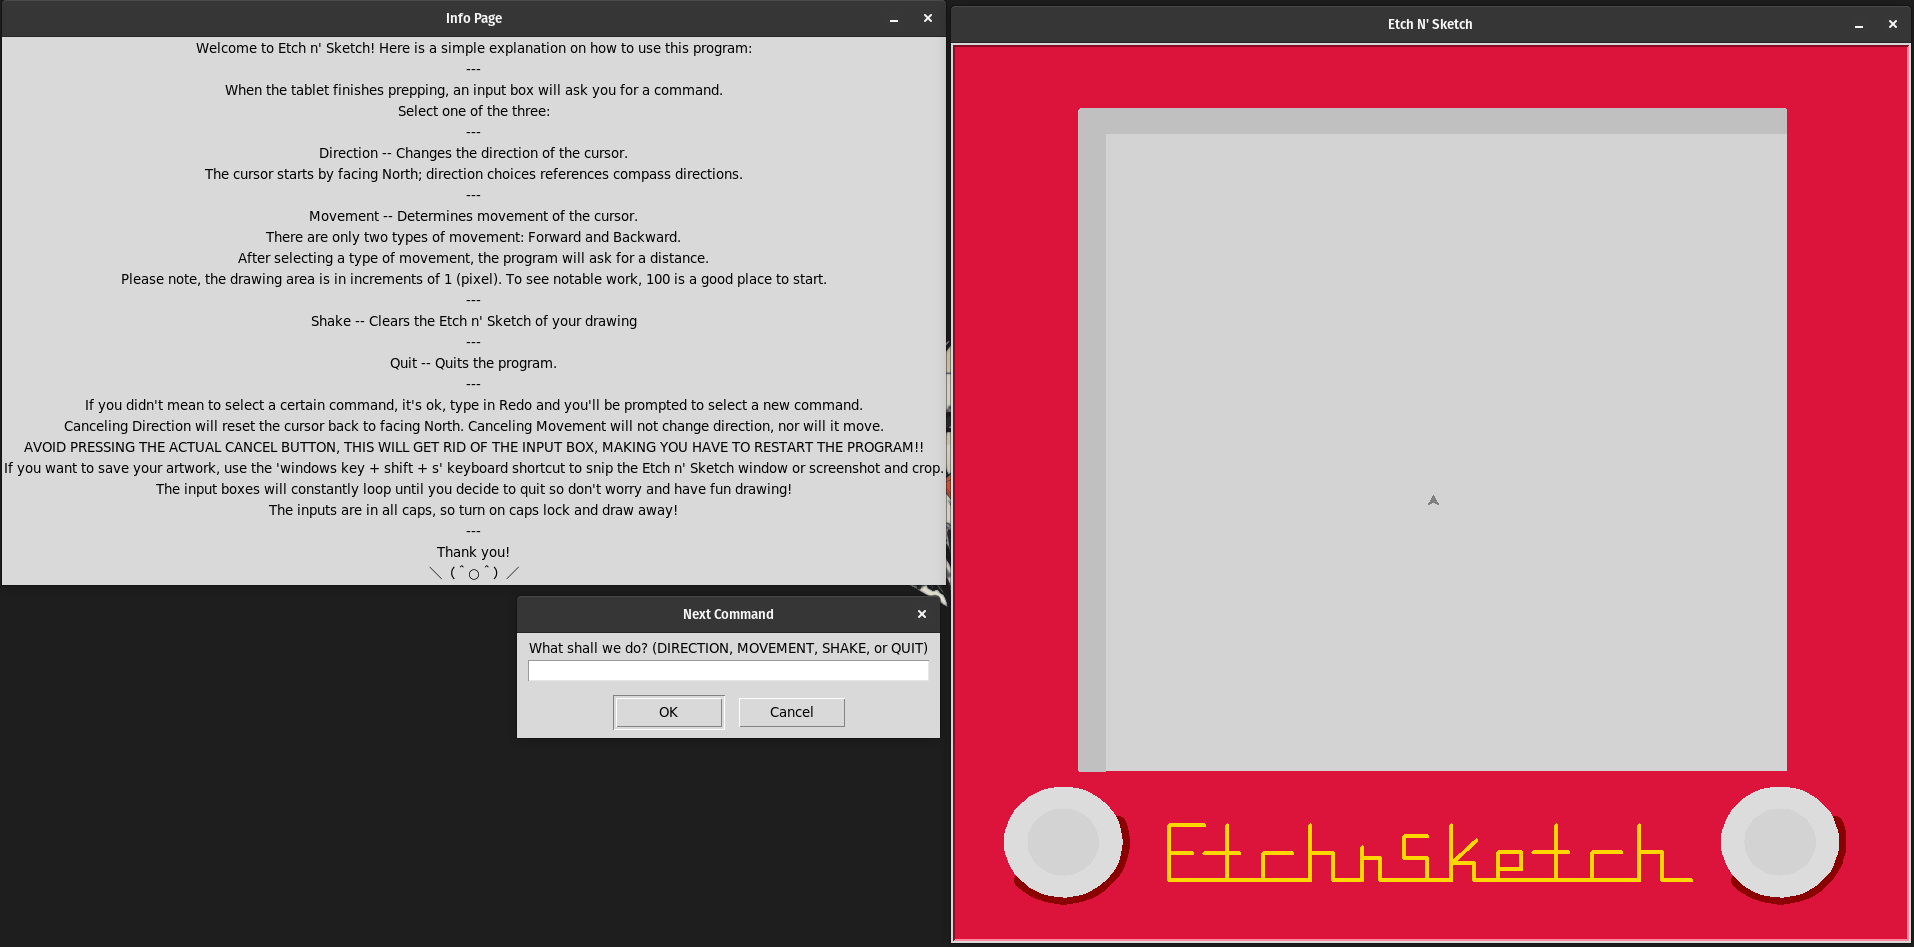 Info Page
Welcome to Etch n' Sketch! Here is a simple explanation on how to use this program:
---
When the tablet finishes prepping, an input box will ask you for a command.
Select one of the three:
---
Direction -- Changes the direction of the cursor.
The cursor starts by facing North; direction choices references compass directions.
---
Movement -- Determines movement of the cursor.
There are only two types of movement: Forward and Backward.
After selecting a type of movement, the program will ask for a distance.
Please note, the drawing area is in increments of 1 (pixel). To see notable work, 100 is a good place to start.
---
Shake -- Clears the Etch n' Sketch of your drawing
---
Quit -- Quits the program.
---
If you didn't mean to select a certain command, it's ok, type in Redo and you'll be prompted to select a new command.
Canceling Direction will reset the cursor back to facing North. Canceling Movement will not change direction, nor will it move.
AVOID PRESSING THE ACTUAL CANCEL BUTTON, THIS WILL GET RID OF THE INPUT BOX, MAKING YOU HAVE TO RESTART THE PROGRAM!!
If you want to save your artwork, use the 'windows key + shift + s' keyboard shortcut to snip the Etch n' Sketch window or screenshot and crop.
The input boxes will constantly loop until you decide to quit so don't worry and have fun drawing!
The inputs are in all caps, so turn on caps lock and draw away!
---
Thank you!
＼(＾○＾)／
Next Command
What shall we do? (DIRECTION, MOVEMENT, SHAKE, or QUIT)
OK Cancel
Etch N' Sketch
Etch n Sketch